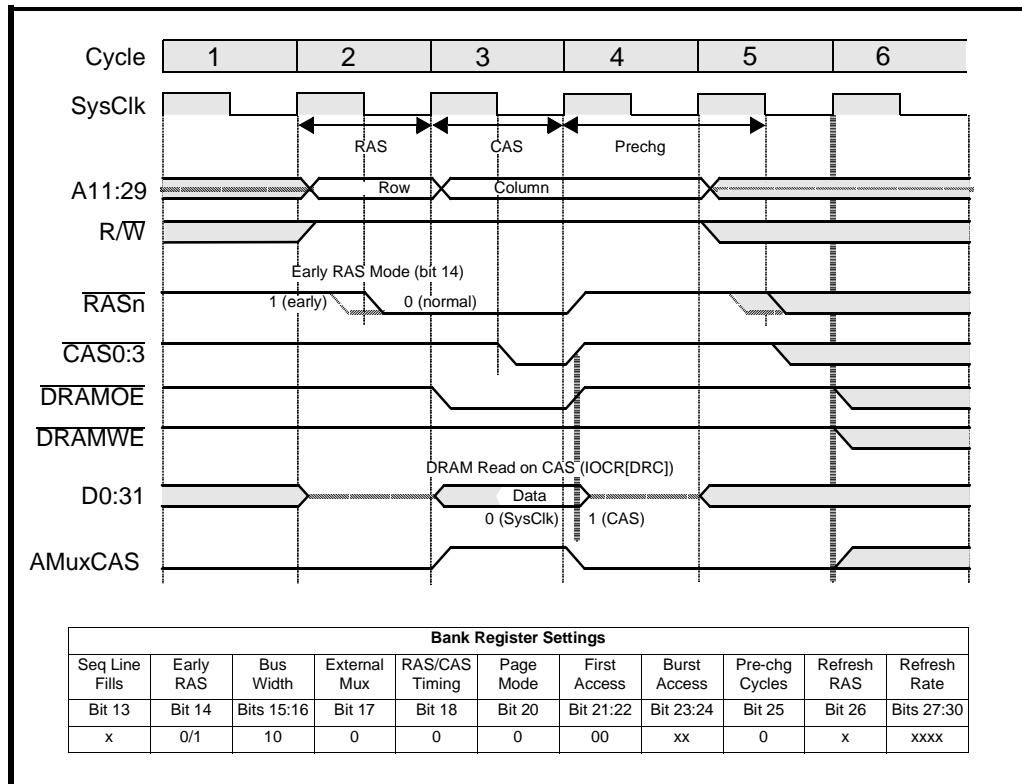 Cycle 1 2 3 4 5 6
SysClk
RAS CAS Prechg
A11:29 Row Column
R/W
Early RAS Mode (bit 14)
RASn 1 (early) 0 (normal)
CAS0:3
DRAMOE
DRAMWE
DRAM Read on CAS (IOCR[DRC])
D0:31 Data
0 (SysClk) 1 (CAS)
AMuxCAS
Bank Register Settings
Seq Line Fills Early RAS Bus Width External Mux RAS/CAS Timing Page Mode First Access Burst Access Pre-chg Cycles Refresh RAS Refresh Rate
Bit 13 Bit 14 Bits 15:16 Bit 17 Bit 18 Bit 20 Bit 21:22 Bit 23:24 Bit 25 Bit 26 Bits 27:30
x 0/1 10 0 0 0 00 xx 0 x xxxx